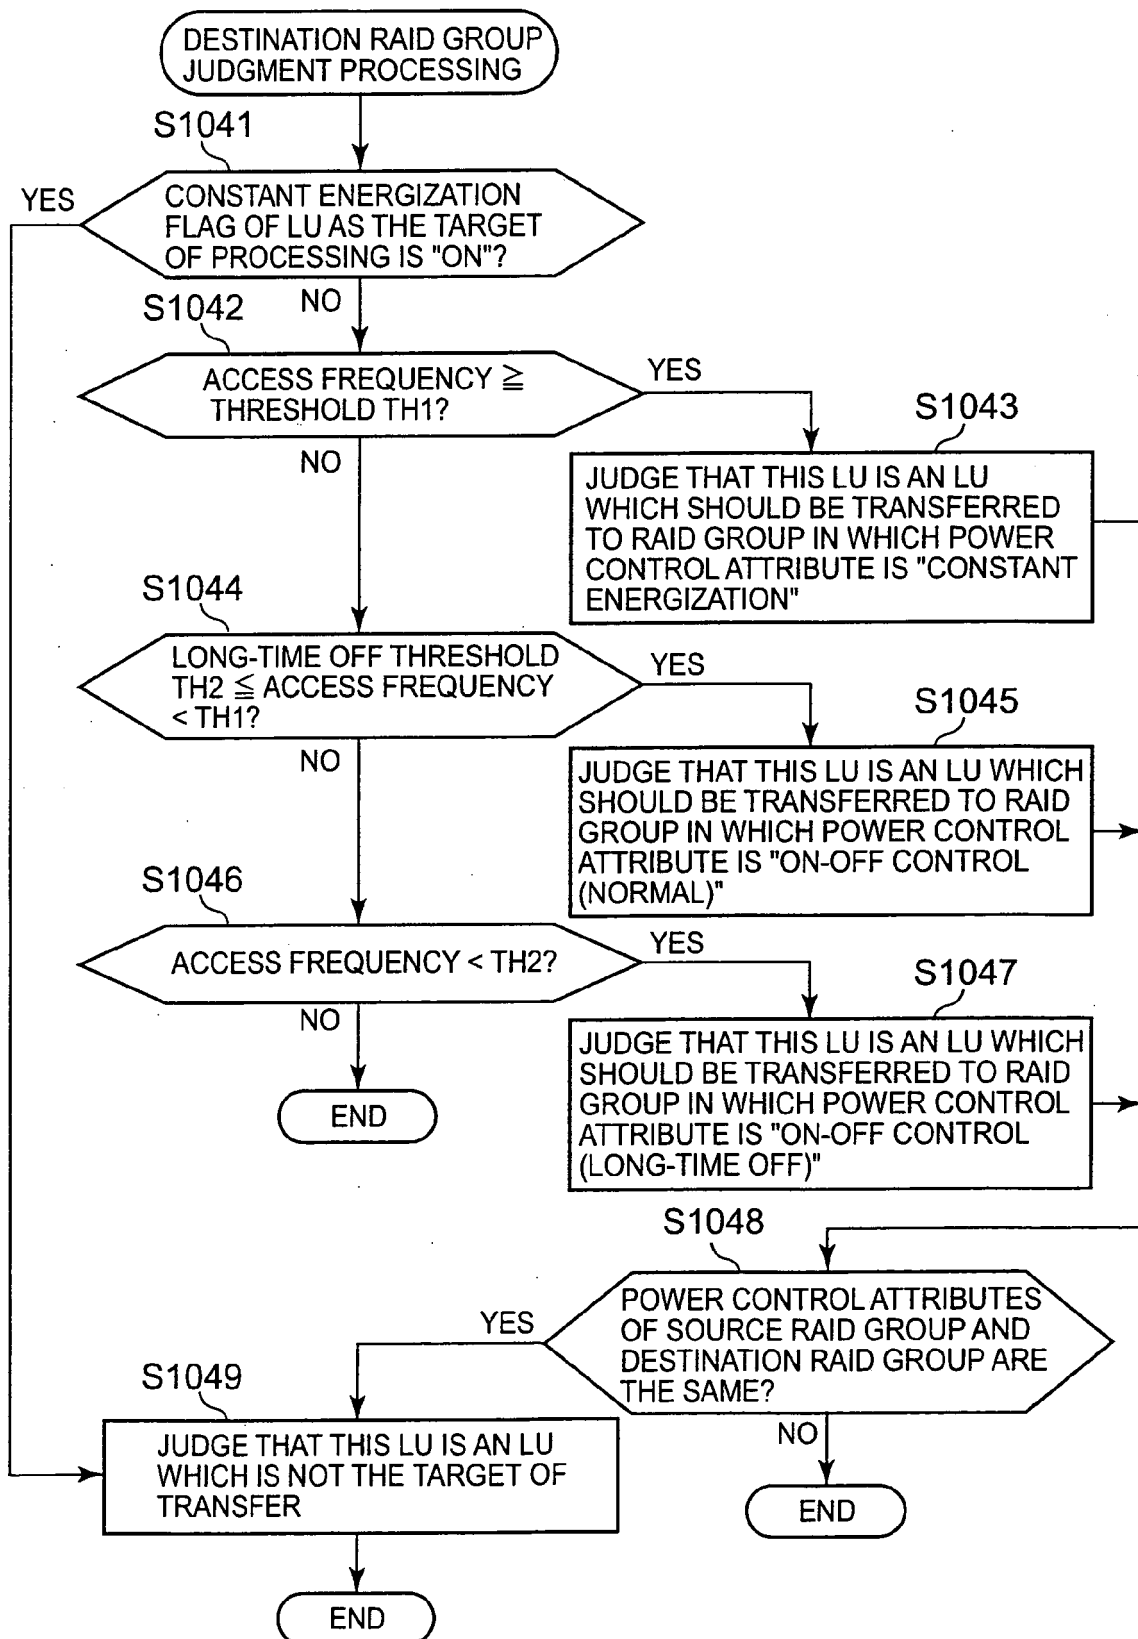 DESTINATION RAID GROUP
JUDGMENT PROCESSING
S1041
YES
CONSTANT ENERGIZATION
FLAG OF LU AS THE TARGET
OF PROCESSING IS "ON"?
NO
S1042
ACCESS FREQUENCY ≧
THRESHOLD TH1?
YES
NO
S1043
JUDGE THAT THIS LU IS AN LU
WHICH SHOULD BE TRANSFERRED
TO RAID GROUP IN WHICH POWER
CONTROL ATTRIBUTE IS "CONSTANT
ENERGIZATION"
S1044
LONG-TIME OFF THRESHOLD
TH2 ≦ ACCESS FREQUENCY
< TH1?
YES
NO
S1045
JUDGE THAT THIS LU IS AN LU WHICH
SHOULD BE TRANSFERRED TO RAID
GROUP IN WHICH POWER CONTROL
ATTRIBUTE IS "ON-OFF CONTROL
(NORMAL)"
S1046
ACCESS FREQUENCY < TH2?
YES
NO
END
S1047
JUDGE THAT THIS LU IS AN LU WHICH
SHOULD BE TRANSFERRED TO RAID
GROUP IN WHICH POWER CONTROL
ATTRIBUTE IS "ON-OFF CONTROL
(LONG-TIME OFF)"
S1048
POWER CONTROL ATTRIBUTES
OF SOURCE RAID GROUP AND
DESTINATION RAID GROUP ARE
THE SAME?
YES
NO
END
S1049
JUDGE THAT THIS LU IS AN LU
WHICH IS NOT THE TARGET OF
TRANSFER
END